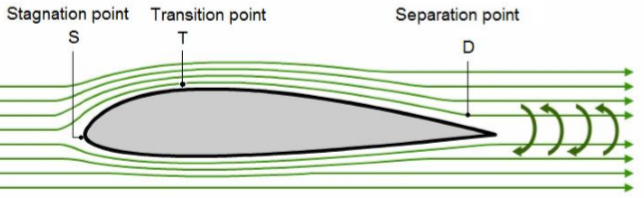 Stagnation point
S
Transition point
T
Separation point
D